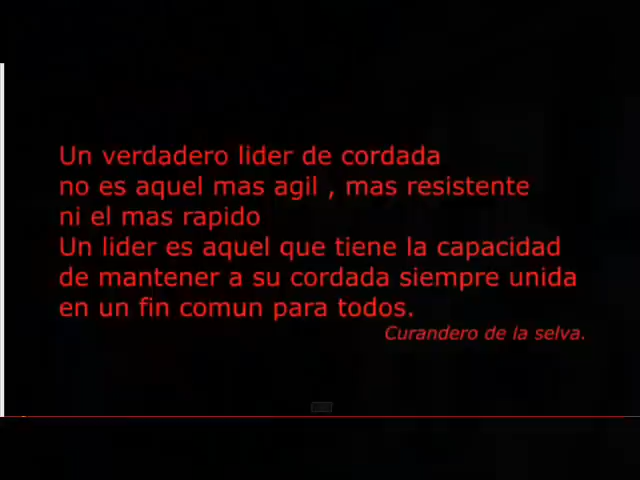 Un verdadero lider de cordada
no es aquel mas agil , mas resistente
ni el mas rapido
Un lider es aquel que tiene la capacidad
de mantener a su cordada siempre unida
en un fin comun para todos.
Curandero de la selva.